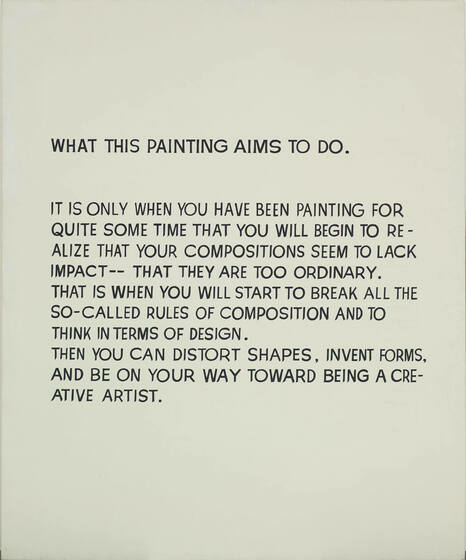 WHAT THIS PAINTING AIMS TO DO.
IT IS ONLY WHEN YOU HAVE BEEN PAINTING FOR
QUITE SOME TIME THAT YOU WILL BEGIN TO RE-
ALIZE THAT YOUR COMPOSITIONS SEEM TO LACK
IMPACT-- THAT THEY ARE TOO ORDINARY.
THAT IS WHEN YOU WILL START TO BREAK ALL THE
SO-CALLED RULES OF COMPOSITION AND TO
THINK IN TERMS OF DESIGN.
THEN YOU CAN DISTORT SHAPES, INVENT FORMS,
AND BE ON YOUR WAY TOWARD BEING A CRE-
ATIVE ARTIST.